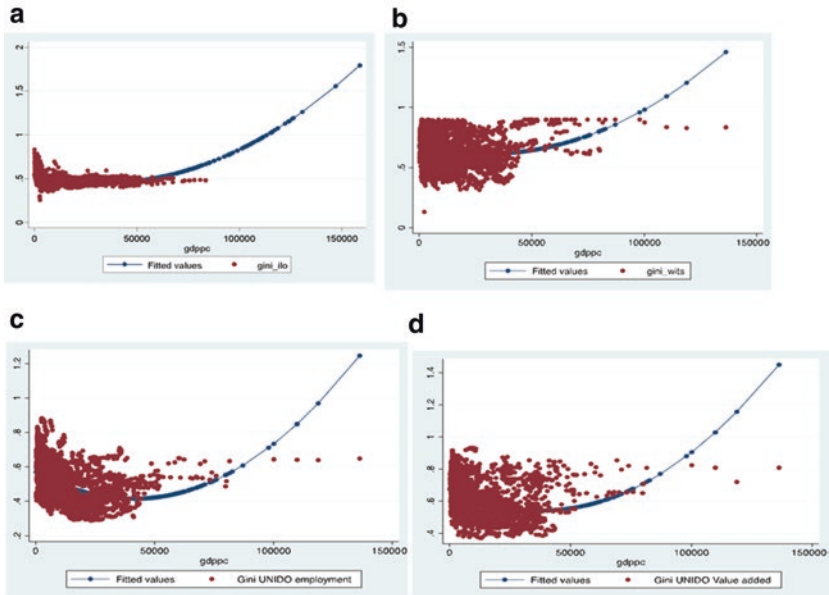 a
2
1.5
1
.5
0
0
50000
100000
150000
gdppc
Fitted values
gini_ilo
b
1.5
1
.5
0
0
50000
100000
150000
gdppc
Fitted values
gini_wits
c
1.2
1
.8
.6
.4
.2
0
50000
100000
150000
gdppc
Fitted values
Gini UNIDO employment
d
1.4
1.2
1
.8
.6
.4
0
50000
100000
150000
gdppc
Fitted values
Gini UNIDO Value added